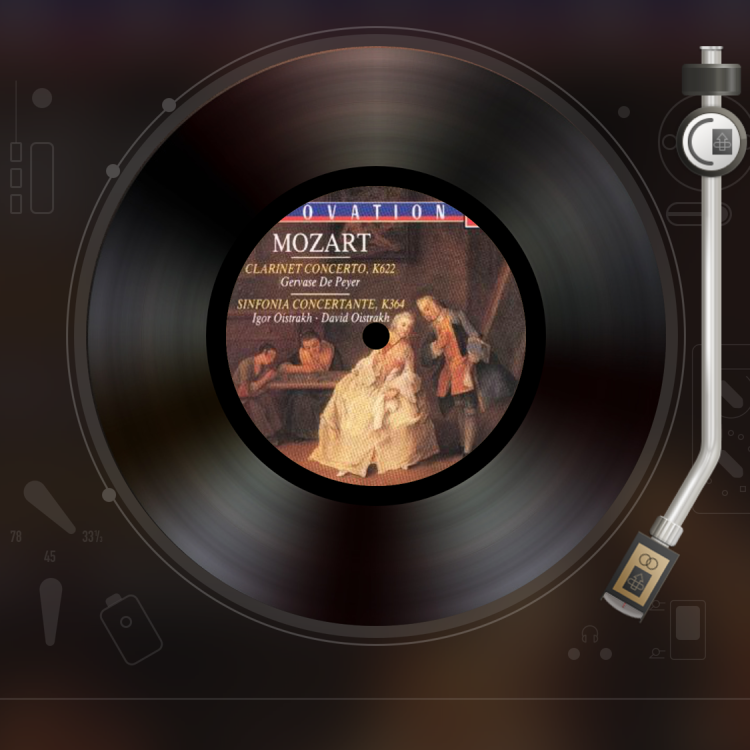 OVATION
MOZART
CLARINET CONCERTO, K622
Gervase De Peyer
SINFONIA CONCERTANTE, K364
Igor Oistrakh · David Oistrakh
78
45
33⅓